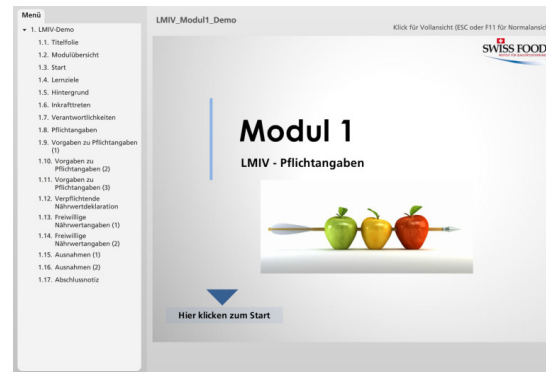 Menü
1. LMIV-Demo
1.1. Titelfolie
1.2. Modulübersicht
1.3. Start
1.4. Lernziele
1.5. Hintergrund
1.6. Inkrafttreten
1.7. Verantwortlichkeiten
1.8. Pflichtangaben
1.9. Vorgaben zu Pflichtangaben
(1)
1.10. Vorgaben zu
Pflichtangaben (2)
1.11. Vorgaben zu
Pflichtangaben (3)
1.12. Verpflichtende
Nährwertdeklaration
1.13. Freiwillige
Nährwertangaben (1)
1.14. Freiwillige
Nährwertangaben (2)
1.15. Ausnahmen (1)
1.16. Ausnahmen (2)
1.17. Abschlussnotiz
LMIV_Modul1_Demo
Klick für Vollansicht (ESC oder F11 für Normalansic
SWISS FOOD
Modul 1
LMIV - Pflichtangaben
Hier klicken zum Start